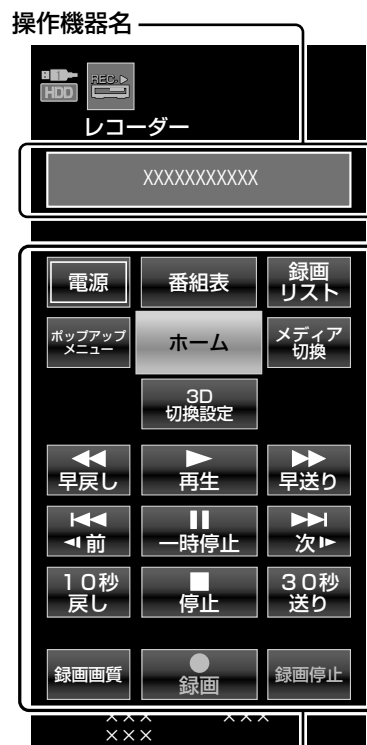 操作機器名
HDD REC
レコーダー
XXXXXXXXXXX
電源 番組表 録画
リスト
ポップアップ
メニュー ホーム メディア
切換
3D
切換設定
早戻し 再生 早送り
前 一時停止 次
10秒
戻し 停止 30秒
送り
録画画質 録画 録画停止
××× ×××
×××